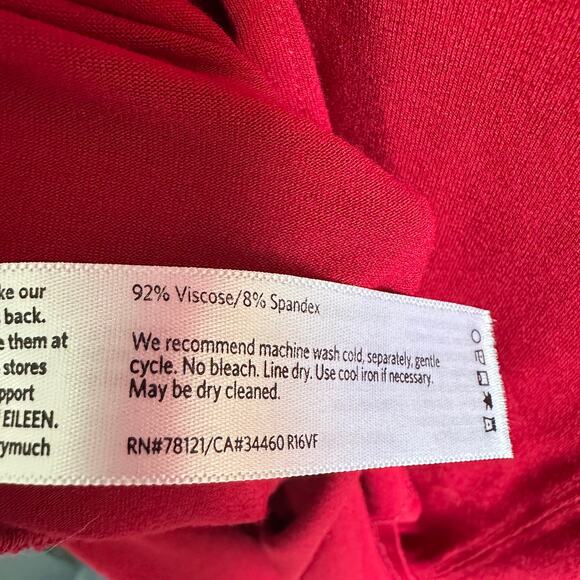 ke our
back.
e them at
stores
pport
EILEEN.
rymuch
92% Viscose/8% Spandex
We recommend machine wash cold, separately, gentle
cycle. No bleach. Line dry. Use cool iron if necessary.
May be dry cleaned.
RN#78121/CA#34460 R16VF